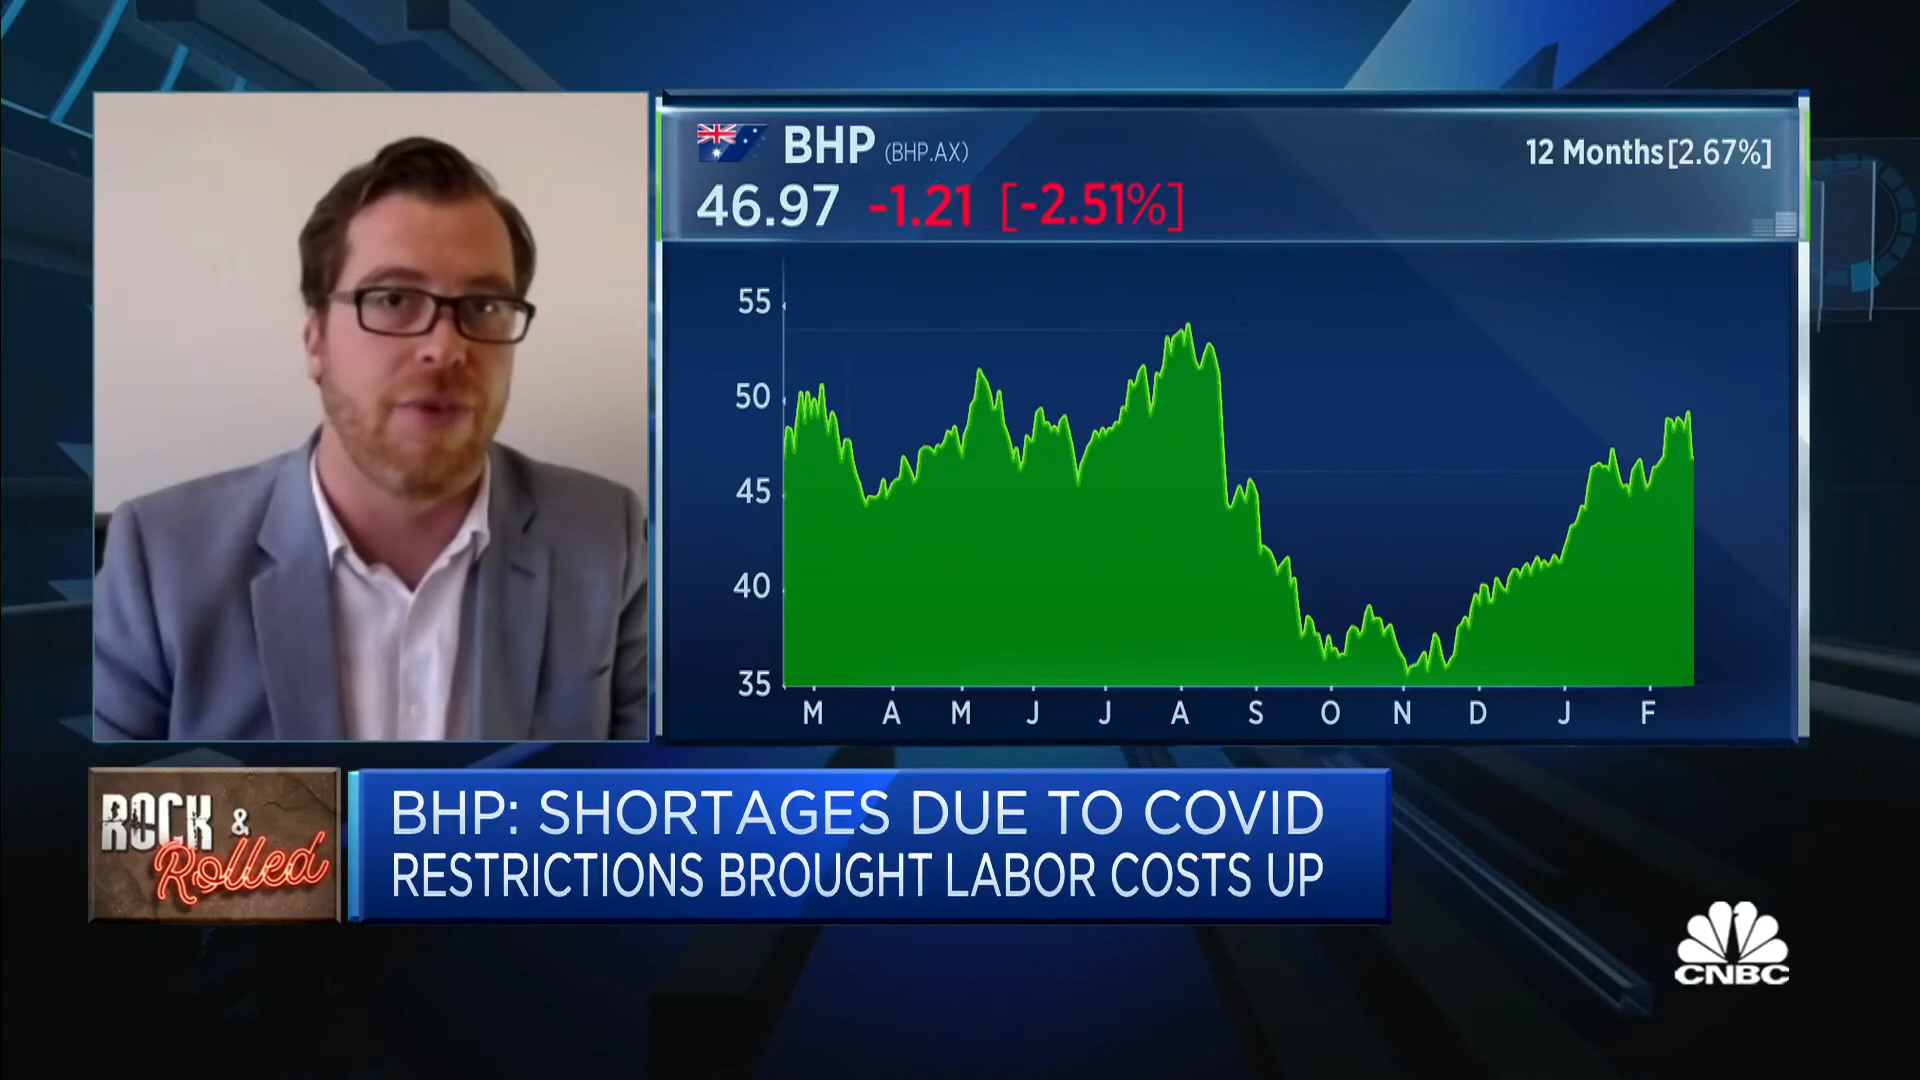 BHP (BHP.AX)
12 Months [2.67%]
46.97 -1.21 [-2.51%]
55
50
45
40
35
M A M J J A S O N D J F
ROCK &
Rolled
BHP: SHORTAGES DUE TO COVID
RESTRICTIONS BROUGHT LABOR COSTS UP
CNBC